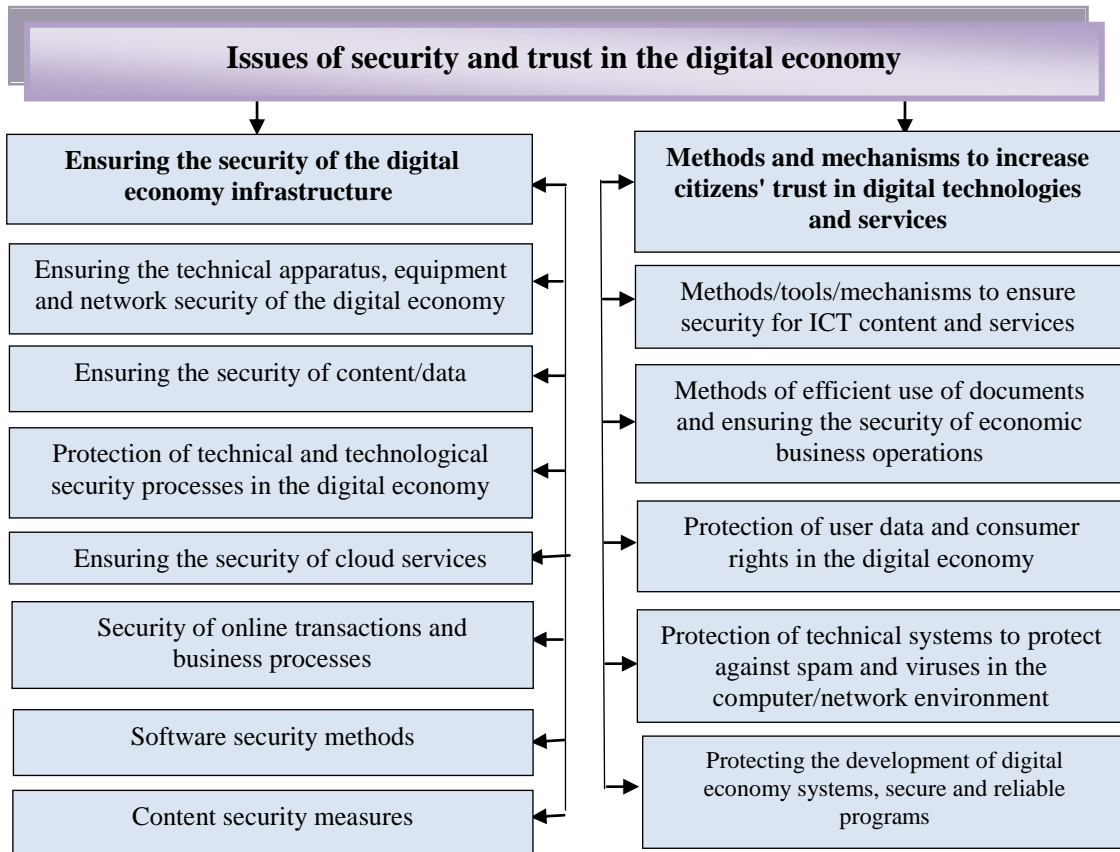 Issues of security and trust in the digital economy
Ensuring the security of the digital
economy infrastructure
Ensuring the technical apparatus, equipment
and network security of the digital economy
Ensuring the security of content/data
Protection of technical and technological
security processes in the digital economy
Ensuring the security of cloud services
Security of online transactions and
business processes
Software security methods
Content security measures
Methods and mechanisms to increase
citizens' trust in digital technologies
and services
Methods/tools/mechanisms to ensure
security for ICT content and services
Methods of efficient use of documents
and ensuring the security of economic
business operations
Protection of user data and consumer
rights in the digital economy
Protection of technical systems to protect
against spam and viruses in the
computer/network environment
Protecting the development of digital
economy systems, secure and reliable
programs